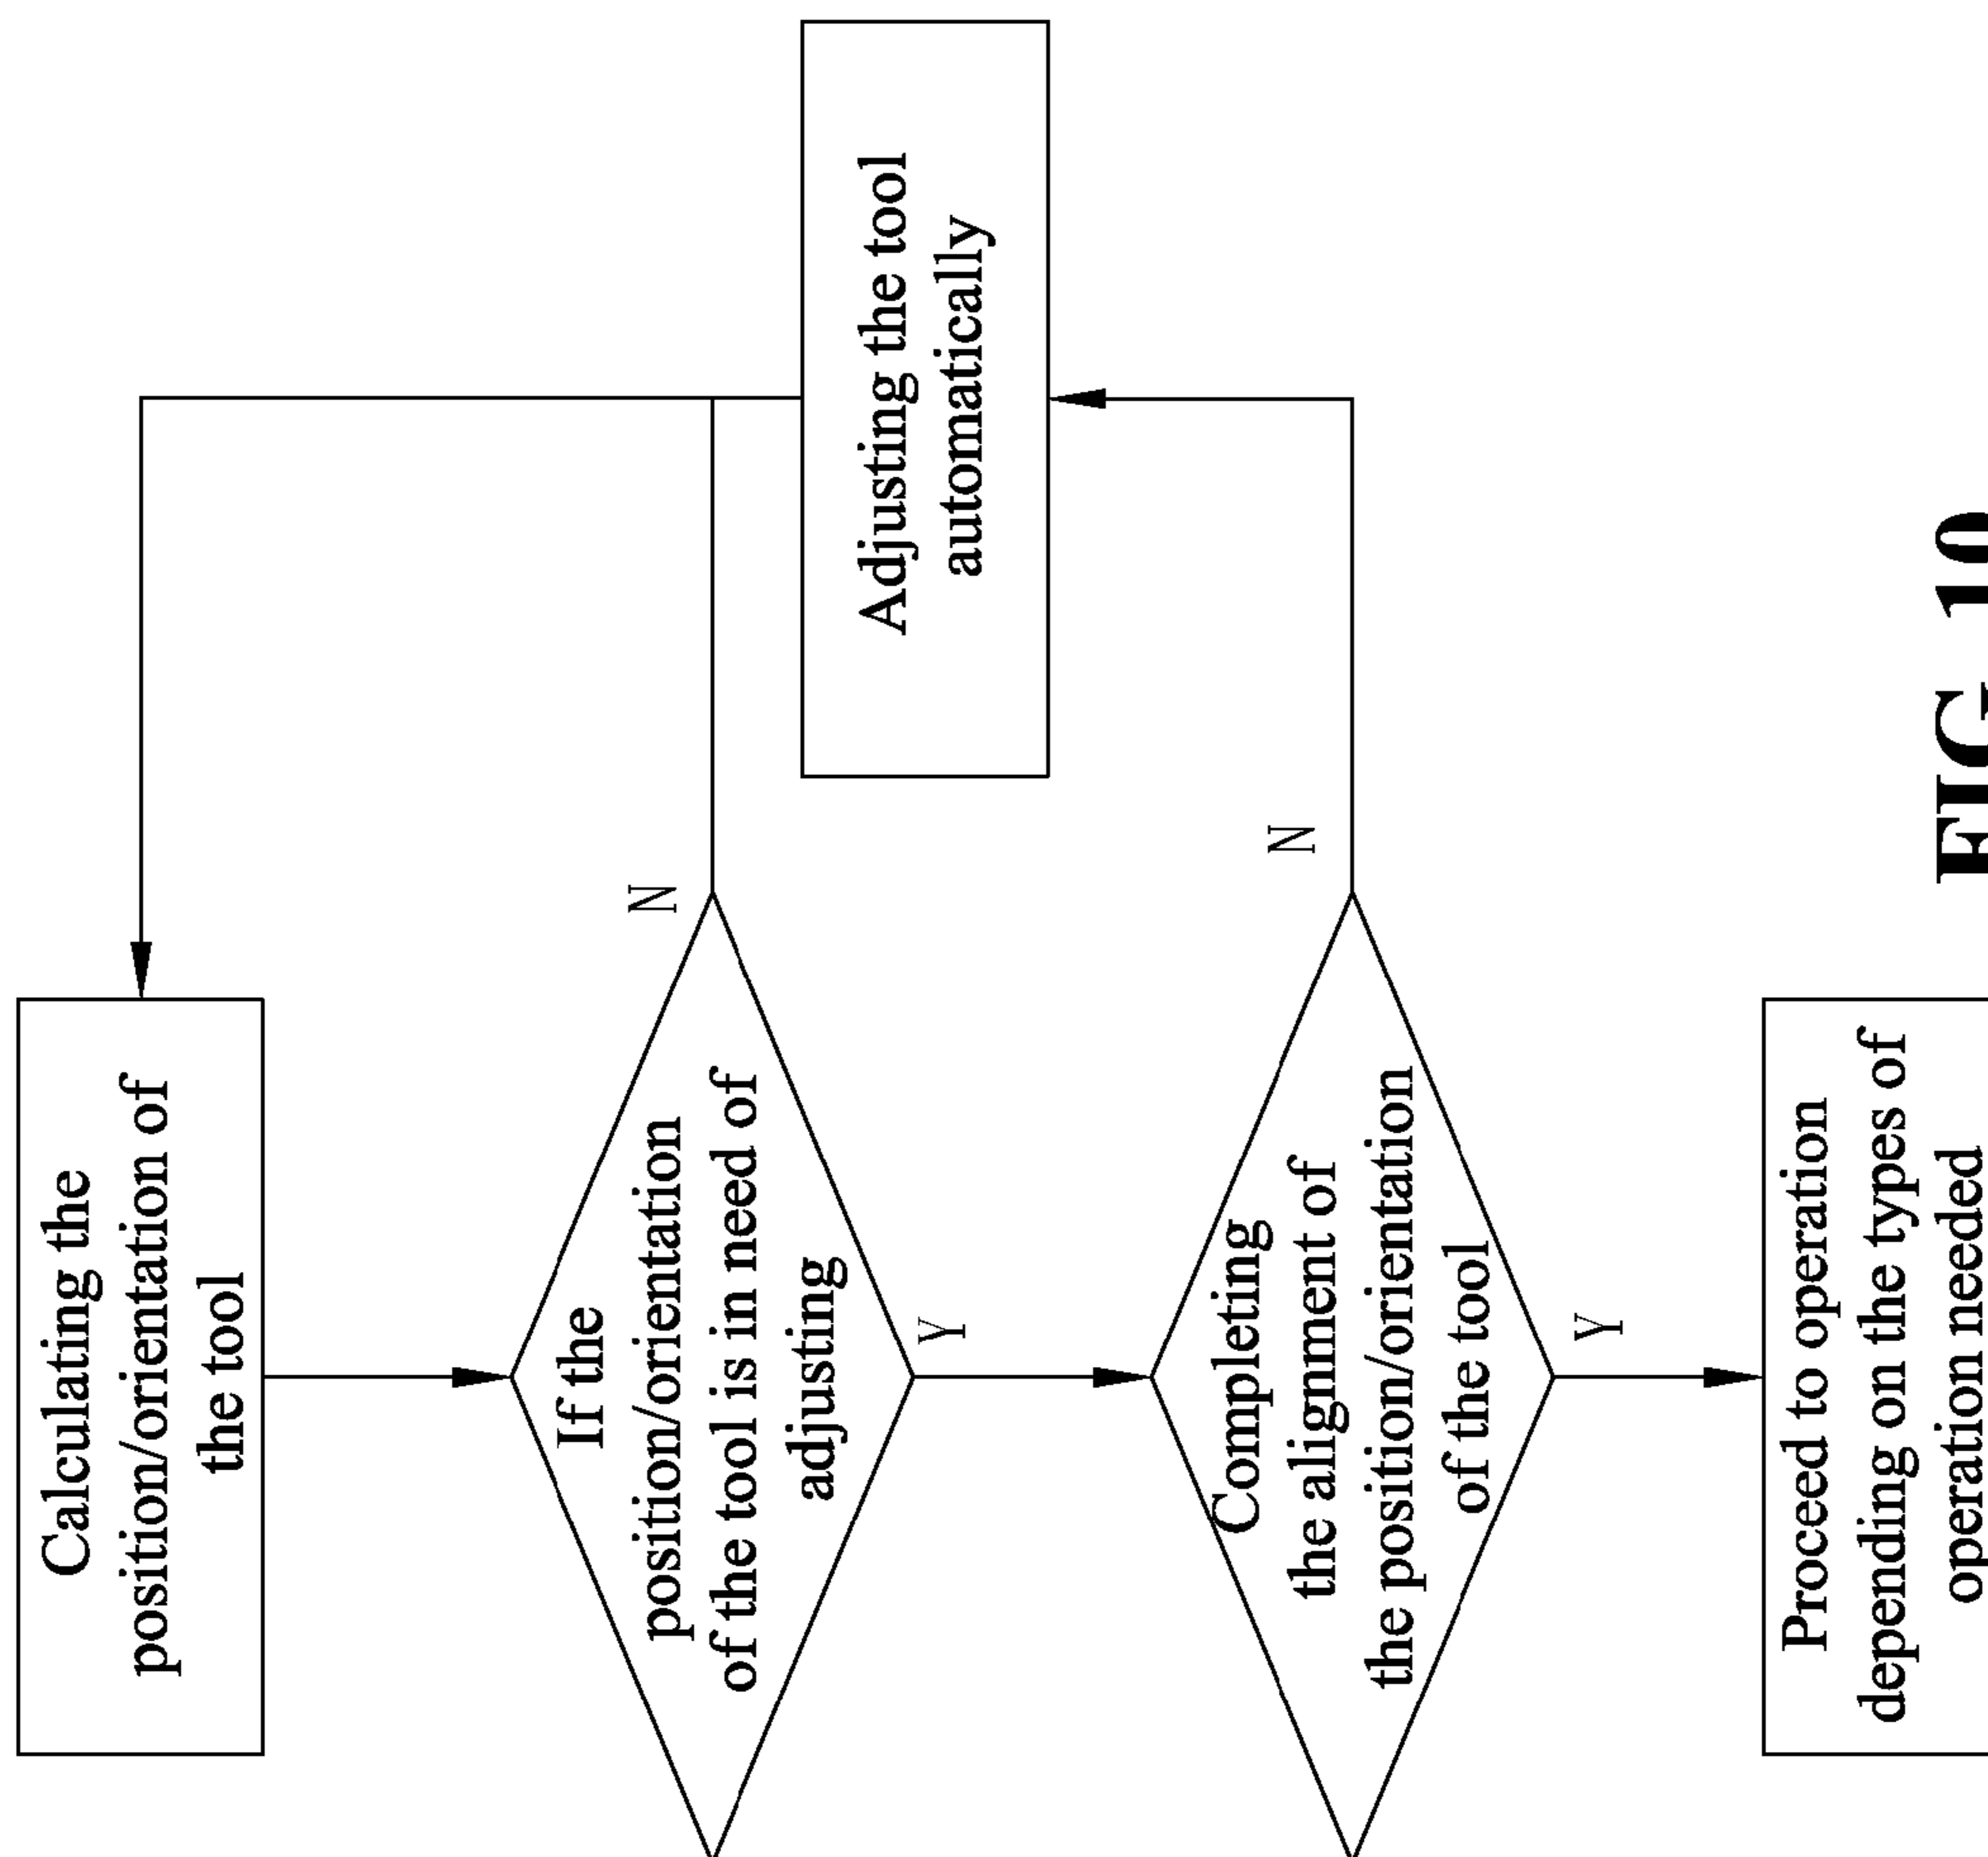 Calculating the
position/orientation of
the tool
If the
position/orientation
of the tool is in need of
adjusting
N
Y
Adjusting the tool
automatically
Completing
the alignment of
the position/orientation
of the tool
N
Y
Proceed to operation
depending on the types of
operation needed
FIG 10